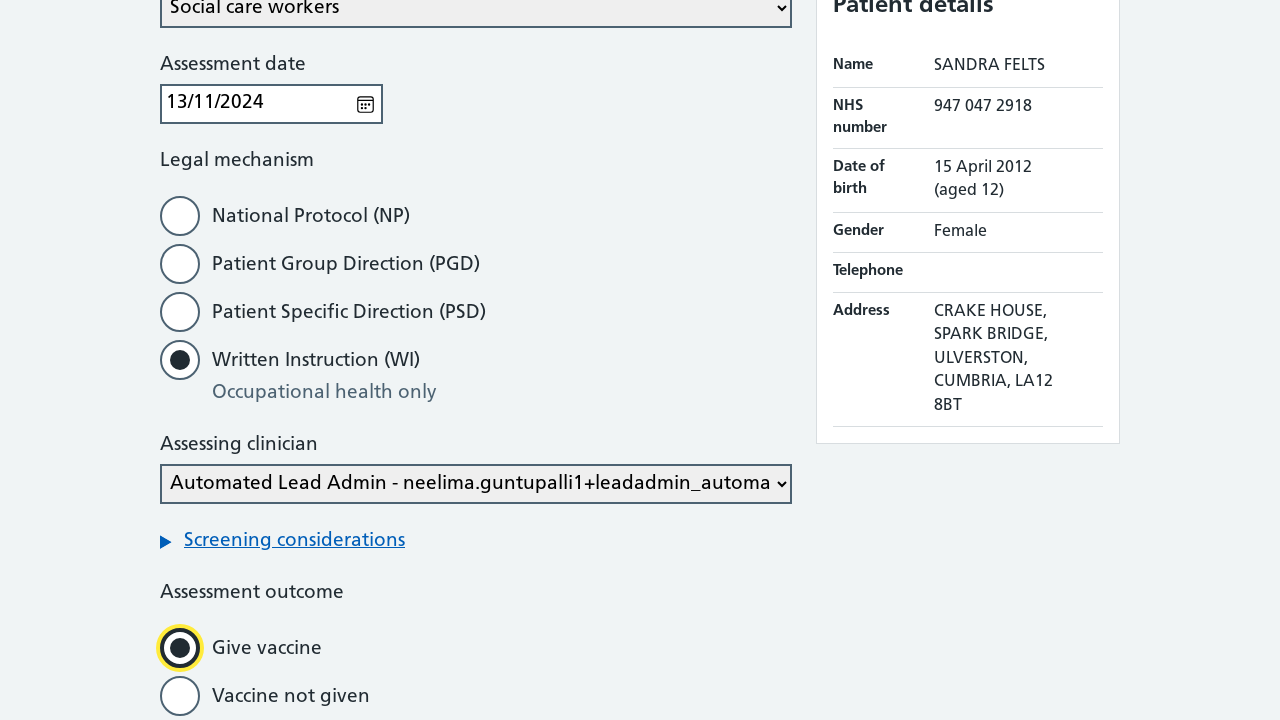 Social care workers
Assessment date
13/11/2024
Legal mechanism
National Protocol (NP)
Patient Group Direction (PGD)
Patient Specific Direction (PSD)
Written Instruction (WI)
Occupational health only
Assessing clinician
Automated Lead Admin - neelima.guntupalli1+leadadmin_automa
Screening considerations
Assessment outcome
Give vaccine
Vaccine not given
Patient details
Name SANDRA FELTS
NHS number 947 047 2918
Date of birth 15 April 2012
(aged 12)
Gender Female
Telephone
Address CRAKE HOUSE,
SPARK BRIDGE,
ULVERSTON,
CUMBRIA, LA12
8BT